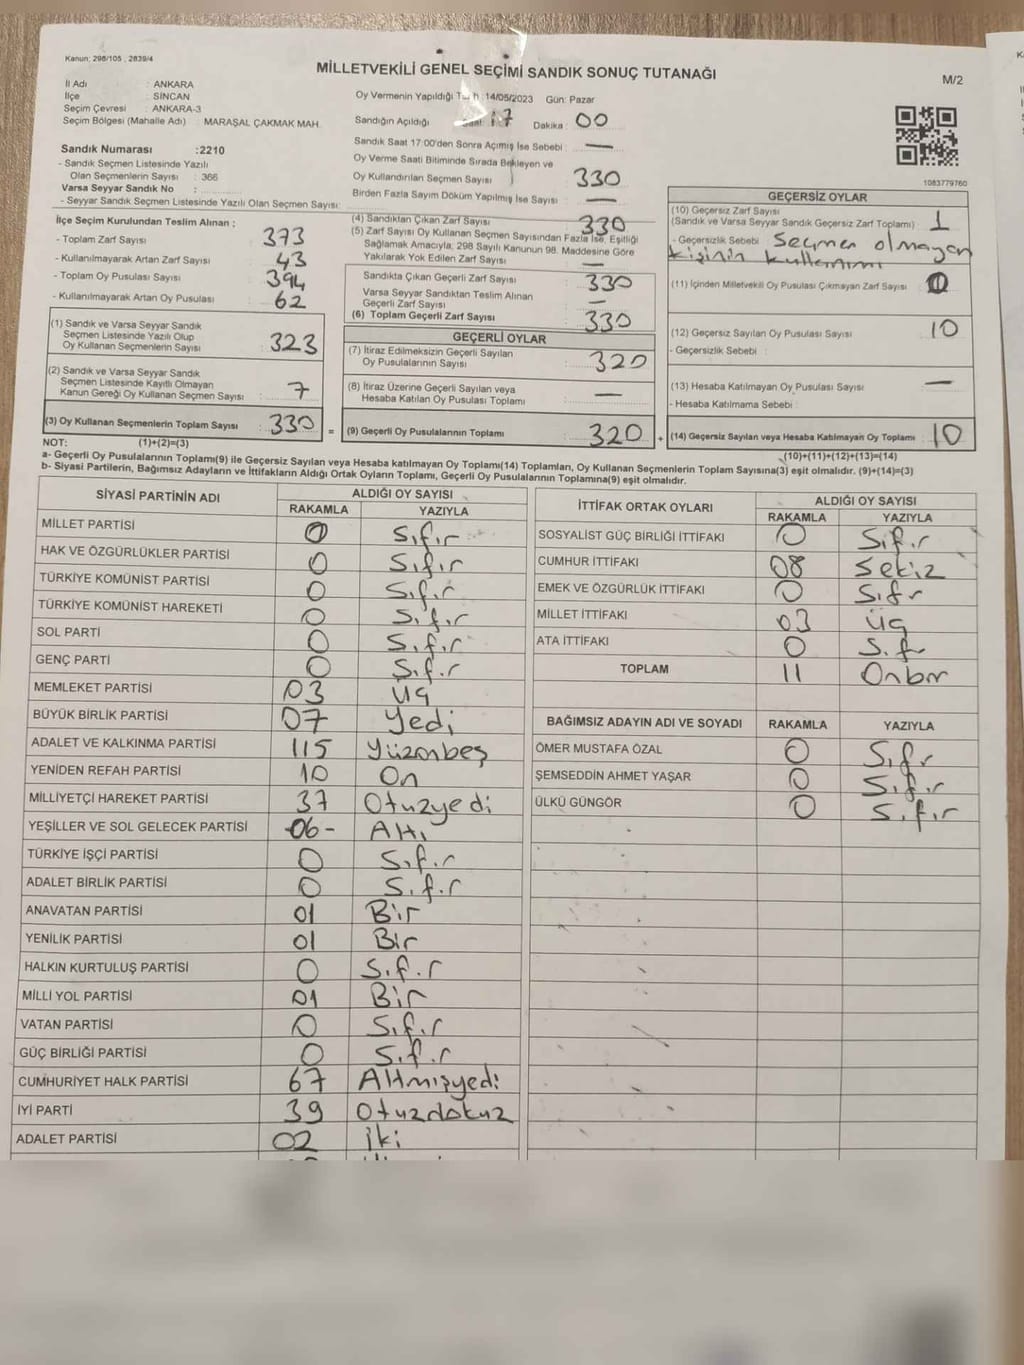 Kanun: 298/105 , 2839/4
MİLLETVEKİLİ GENEL SEÇİMİ SANDIK SONUÇ TUTANAĞI
M/2
İl Adı : ANKARA
İlçe : SİNCAN
Seçim Çevresi : ANKARA-3
Seçim Bölgesi (Mahalle Adı) : MARAŞAL ÇAKMAK MAH.
Oy Vermenin Yapıldığı : 14/05/2023 Gün: Pazar
Sandığın Açıldığı Saat: 17 Dakika : 00
Sandık Saat 17:00'den Sonra Açımış İse Sebebi : —
Oy Verme Saati Bitiminde Sırada Bekleyen ve
Oy Kullandırılan Seçmen Sayısı : 330
Birden Fazla Sayım Döküm Yapılmış İse Sayısı : —
1083779760
Sandık Numarası :2210
- Sandık Seçmen Listesinde Yazılı
Olan Seçmenlerin Sayısı : 366
Varsa Seyyar Sandık No :
- Seyyar Sandık Seçmen Listesinde Yazılı Olan Seçmen Sayısı:
İlçe Seçim Kurulundan Teslim Alınan ;
- Toplam Zarf Sayısı : 373
- Kullanılmayarak Artan Zarf Sayısı : 43
- Toplam Oy Pusulası Sayısı : 394
- Kullanılmayarak Artan Oy Pusulası : 62
(1) Sandık ve Varsa Seyyar Sandık
Seçmen Listesinde Yazılı Olup
Oy Kullanan Seçmenlerin Sayısı : 323
(2) Sandık ve Varsa Seyyar Sandık
Seçmen Listesinde Kayıtlı Olmayan
Kanun Gereği Oy Kullanan Seçmen Sayısı : 7
(3) Oy Kullanan Seçmenlerin Toplam Sayısı : 330 =
(4) Sandıktan Çıkan Zarf Sayısı : 330
(5) Zarf Sayısı Oy Kullanan Seçmen Sayısından Fazla İse, Eşitliği
Sağlamak Amacıyla, 298 Sayılı Kanunun 98. Maddesine Göre
Yakılarak Yok Edilen Zarf Sayısı : —
Sandıkta Çıkan Geçerli Zarf Sayısı : 330
Varsa Seyyar Sandıktan Teslim Alınan
Geçerli Zarf Sayısı : —
(6) Toplam Geçerli Zarf Sayısı : 330
GEÇERLİ OYLAR
(7) İtiraz Edilmeksizin Geçerli Sayılan
Oy Pusulalarının Sayısı : 320
(8) İtiraz Üzerine Geçerli Sayılan veya
Hesaba Katılan Oy Pusulası Toplamı : —
(9) Geçerli Oy Pusulalarının Toplamı : 320 +
GEÇERSİZ OYLAR
(10) Geçersiz Zarf Sayısı
(Sandık ve Varsa Seyyar Sandık Geçersiz Zarf Toplamı) : 1
- Geçersizlik Sebebi : Seçmen olmayan
kişinin kullanımı
(11) İçinden Milletvekili Oy Pusulası Çıkmayan Zarf Sayısı : 0
(12) Geçersiz Sayılan Oy Pusulası Sayısı : 10
- Geçersizlik Sebebi :
(13) Hesaba Katılmayan Oy Pusulası Sayısı : —
- Hesaba Katılmama Sebebi :
(14) Geçersiz Sayılan veya Hesaba Katılmayan Oy Toplamı : 10
NOT: (1)+(2)=(3)
(10)+(11)+(12)+(13)=(14)
a- Geçerli Oy Pusulalarının Toplamı(9) ile Geçersiz Sayılan veya Hesaba katılmayan Oy Toplamı(14) Toplamları, Oy Kullanan Seçmenlerin Toplam Sayısına(3) eşit olmalıdır. (9)+(14)=(3)
b- Siyasi Partilerin, Bağımsız Adayların ve İttifakların Aldığı Ortak Oyların Toplamı, Geçerli Oy Pusulalarının Toplamına(9) eşit olmalıdır.
SİYASİ PARTİNİN ADI ALDIĞI OY SAYISI
RAKAMLA YAZIYLA
MİLLET PARTİSİ 0 Sıfır
HAK VE ÖZGÜRLÜKLER PARTİSİ 0 Sıfır
TÜRKİYE KOMÜNİST PARTİSİ 0 Sıfır
TÜRKİYE KOMÜNİST HAREKETİ 0 Sıfır
SOL PARTİ 0 Sıfır
GENÇ PARTİ 0 Sıfır
MEMLEKET PARTİSİ 03 Üç
BÜYÜK BİRLİK PARTİSİ 07 Yedi
ADALET VE KALKINMA PARTİSİ 115 Yüzonbeş
YENİDEN REFAH PARTİSİ 10 On
MİLLİYETÇİ HAREKET PARTİSİ 37 Otuzyedi
YEŞİLLER VE SOL GELECEK PARTİSİ -06- Altı
TÜRKİYE İŞÇİ PARTİSİ 0 Sıfır
ADALET BİRLİK PARTİSİ 0 Sıfır
ANAVATAN PARTİSİ 01 Bir
YENİLİK PARTİSİ 01 Bir
HALKIN KURTULUŞ PARTİSİ 0 Sıfır
MİLLİ YOL PARTİSİ 01 Bir
VATAN PARTİSİ 0 Sıfır
GÜÇ BİRLİĞİ PARTİSİ 0 Sıfır
CUMHURİYET HALK PARTİSİ 67 Altmışyedi
İYİ PARTİ 39 Otuzdokuz
ADALET PARTİSİ 02 İki
İTTİFAK ORTAK OYLARI ALDIĞI OY SAYISI
RAKAMLA YAZIYLA
SOSYALİST GÜÇ BİRLİĞİ İTTİFAKI 0 Sıfır
CUMHUR İTTİFAKI 08 Sekiz
EMEK VE ÖZGÜRLÜK İTTİFAKI 0 Sıfr
MİLLET İTTİFAKI 03 Üç
ATA İTTİFAKI 0 Sıfr
TOPLAM 11 Onbir
BAĞIMSIZ ADAYIN ADI VE SOYADI RAKAMLA YAZIYLA
ÖMER MUSTAFA ÖZAL 0 Sıfr
ŞEMSEDDİN AHMET YAŞAR 0 Sıfır
ÜLKÜ GÜNGÖR 0 Sıfır